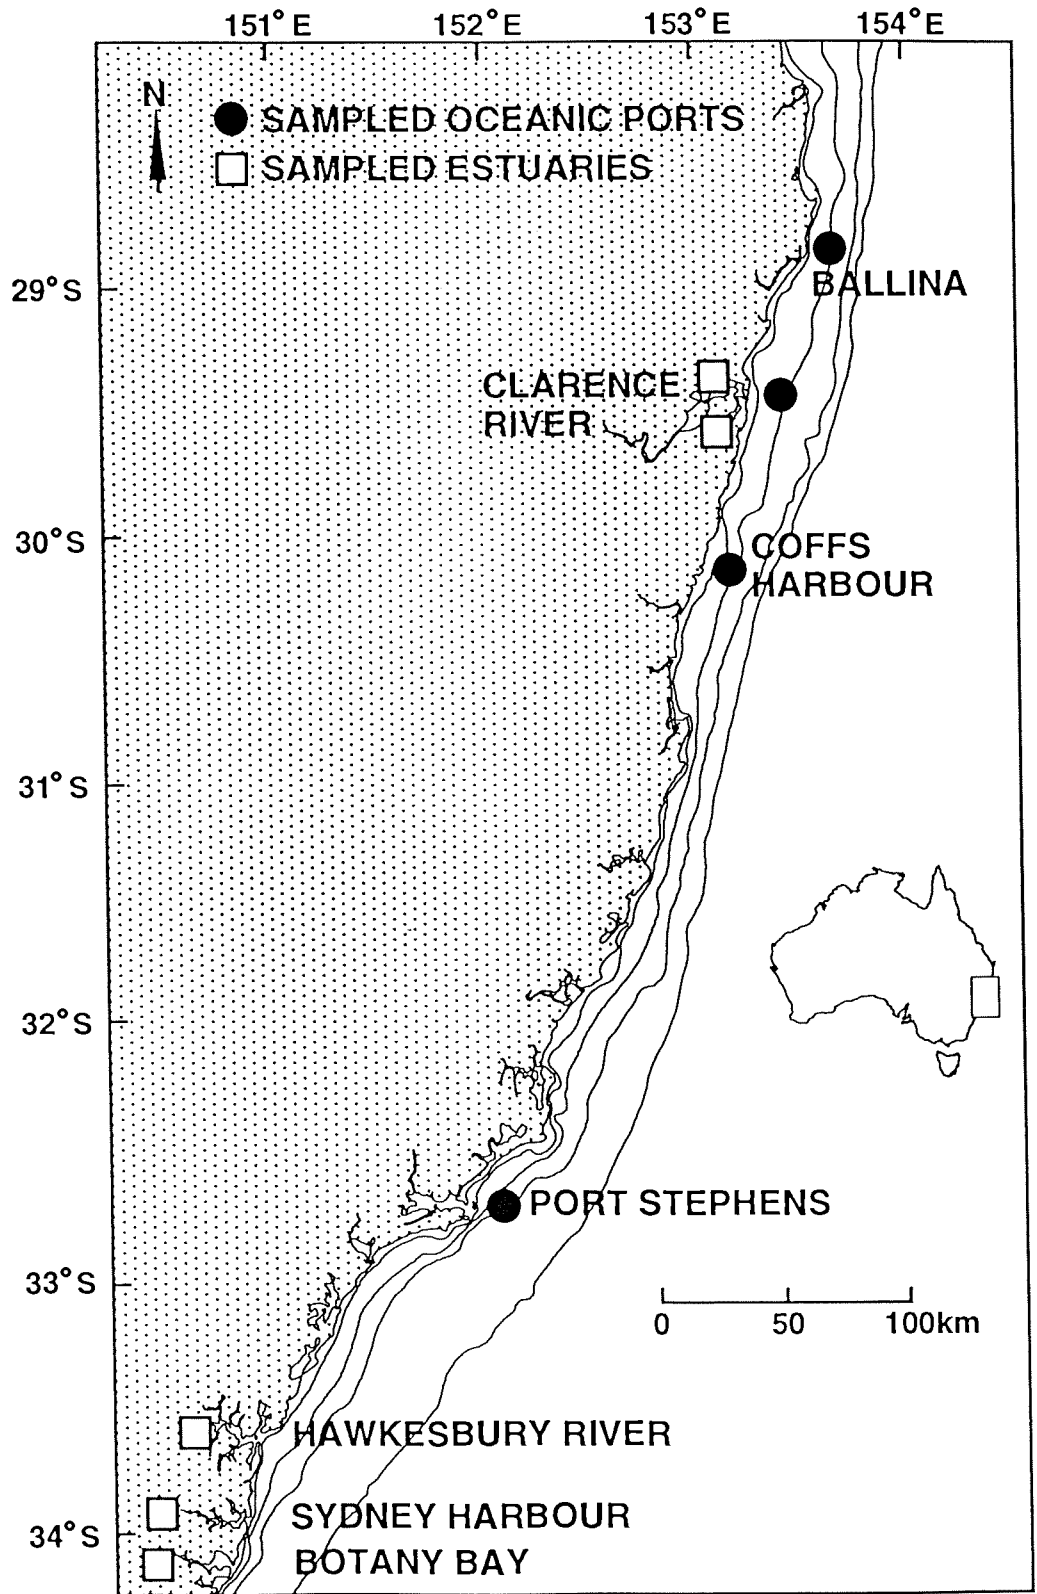 151°E 152°E 153°E 154°E
N
SAMPLED OCEANIC PORTS
SAMPLED ESTUARIES
29°S
BALLINA
CLARENCE
RIVER
30°S
COFFS
HARBOUR
31°S
32°S
PORT STEPHENS
33°S
0 50 100km
HAWKESBURY RIVER
SYDNEY HARBOUR
34°S
BOTANY BAY